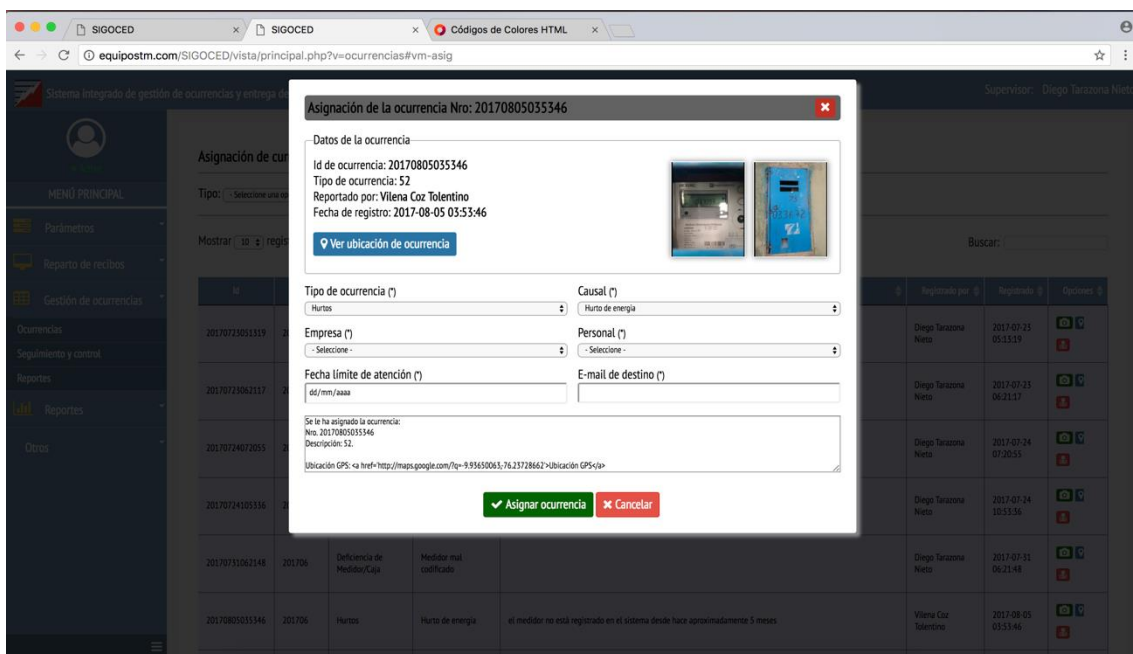 SIGOCED
SIGOCED
Códigos de Colores HTML
equipostm.com/SIGOCED/vista/principal.php?v=ocurrencias#vm-asig
Sistema integrado de gestión de ocurrencias y entrega de
Supervisor: Diego Tarazona Nieto
Asignación de la ocurrencia Nro: 20170805035346
Datos de la ocurrencia
Id de ocurrencia: 20170805035346
Tipo de ocurrencia: 52
Reportado por: Vilena Coz Tolentino
Fecha de registro: 2017-08-05 03:53:46
Ver ubicación de ocurrencia
Tipo de ocurrencia (*) Causal (*)
Hurtos Hurto de energía
Empresa (*) Personal (*)
- Seleccione - - Seleccione -
Fecha límite de atención (*) E-mail de destino (*)
dd/mm/aaaa
Se le ha asignado la ocurrencia:
Nro. 20170805035346
Descripción: 52.
Ubicación GPS: <a href='http://maps.google.com/?q=-9.93650063,-76.23728662'>Ubicación GPS</a>
Asignar ocurrencia Cancelar
MENÚ PRINCIPAL
Parámetros
Reparto de recibos
Gestión de ocurrencias
Ocurrencias
Seguimiento y control
Reportes
Reportes
Otros
Asignación de
Tipo:
Mostrar 10
Buscar:
Id Registrado por Registrado Opciones
20170723051319 Diego Tarazona Nieto 2017-07-23 05:13:19
20170723062117 Diego Tarazona Nieto 2017-07-23 06:21:17
20170724072055 Diego Tarazona Nieto 2017-07-24 07:20:55
20170724103336 Diego Tarazona Nieto 2017-07-24 10:33:36
20170731062148 201706 Deficiencia de Medidor/Caja Medidor mal codificado Diego Tarazona Nieto 2017-07-31 06:21:48
20170805035346 201706 Hurtos Hurto de energía el medidor no está registrado en el sistema desde hace aproximadamente 5 meses Vilena Coz Tolentino 2017-08-05 03:53:46